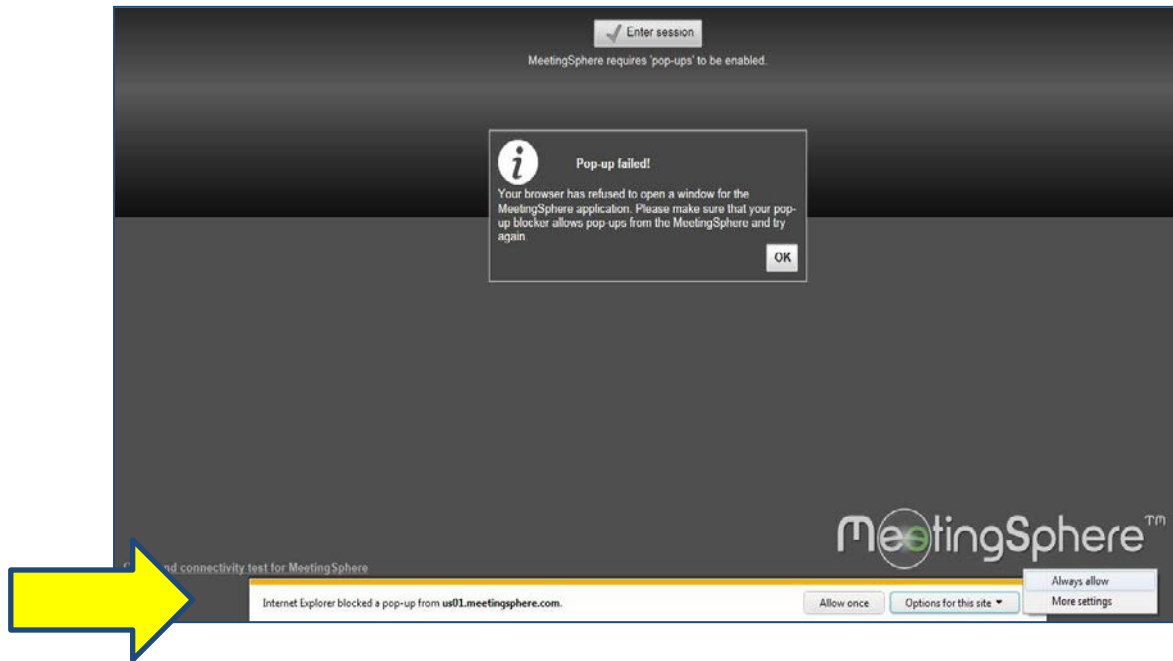 Enter session
MeetingSphere requires 'pop-ups' to be enabled.
Pop-up failed!
Your browser has refused to open a window for the
MeetingSphere application. Please make sure that your pop-
up blocker allows pop-ups from the MeetingSphere and try
again
OK
MeetingSphere™
nd connectivity test for MeetingSphere
Always allow
Internet Explorer blocked a pop-up from us01.meetingsphere.com.
Allow once
Options for this site
More settings